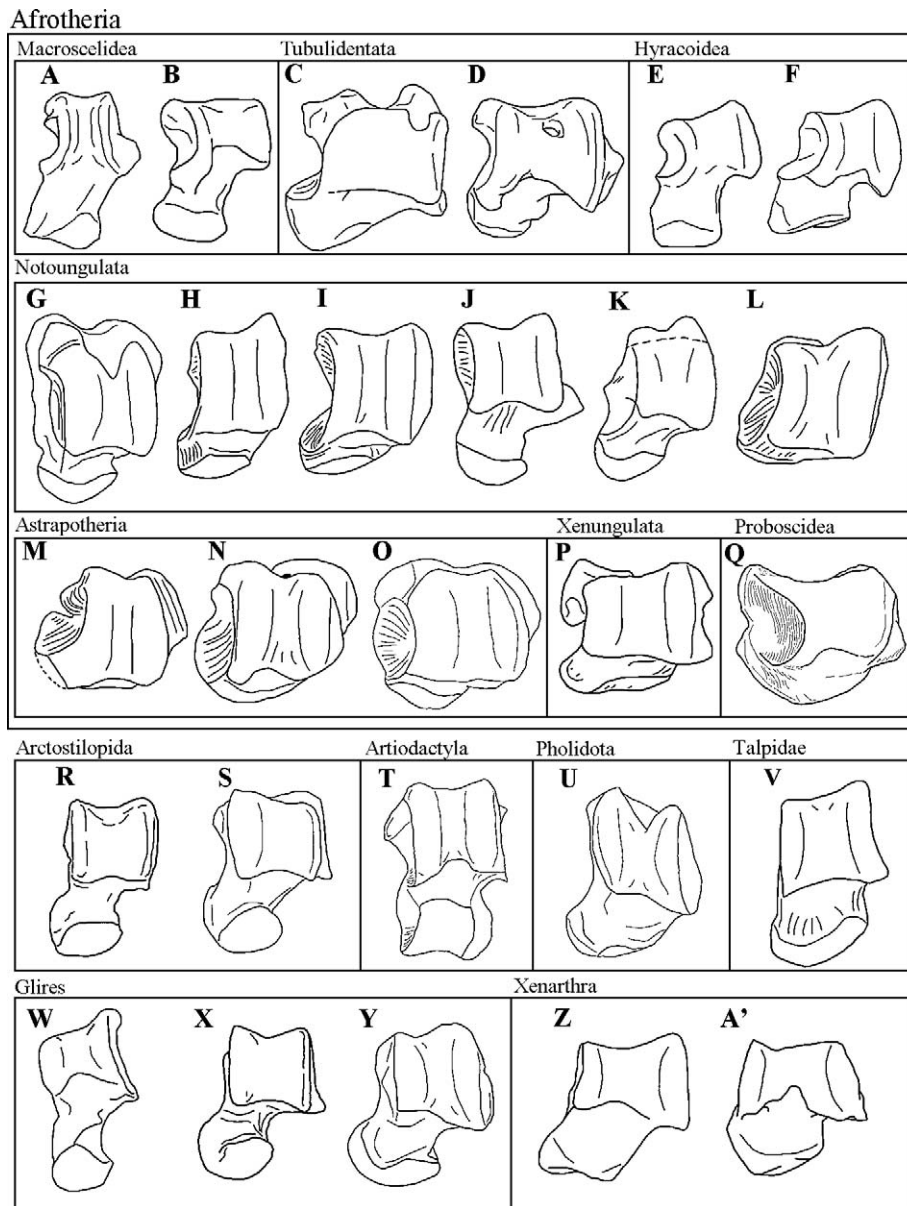 Afrotheria
Macroscelidea Tubulidentata Hyracoidea
A B C D E F
Notoungulata
G H I J K L
Astrapotheria Xenungulata Proboscidea
M N O P Q
Arctostilopida Artiodactyla Pholidota Talpidae
R S T U V
Glires Xenarthra
W X Y Z A’